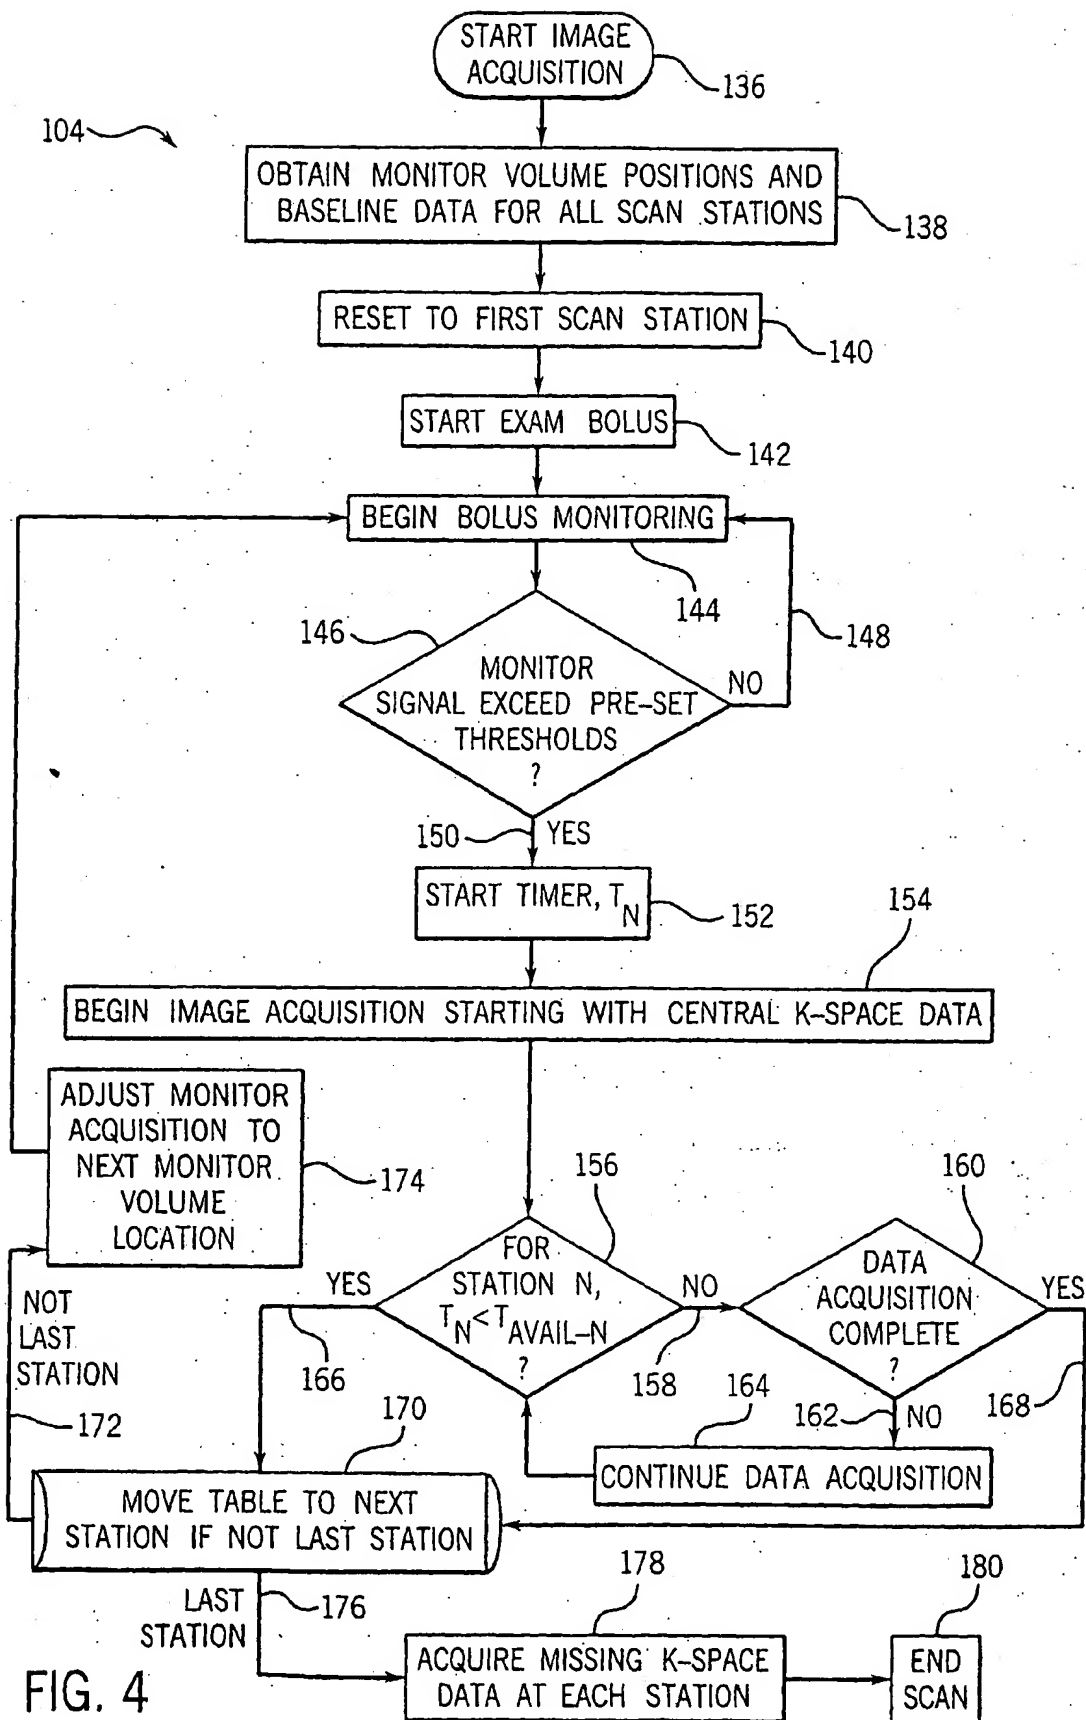 START IMAGE
ACQUISITION
136
104
OBTAIN MONITOR VOLUME POSITIONS AND
BASELINE DATA FOR ALL SCAN STATIONS
138
RESET TO FIRST SCAN STATION
140
START EXAM BOLUS
142
BEGIN BOLUS MONITORING
144
146
148
MONITOR
SIGNAL EXCEED PRE-SET
THRESHOLDS
?
NO
150
YES
START TIMER, T_N
152
154
BEGIN IMAGE ACQUISITION STARTING WITH CENTRAL K-SPACE DATA
ADJUST MONITOR
ACQUISITION TO
NEXT MONITOR
VOLUME
LOCATION
174
156
160
FOR
STATION N,
T_N<T_AVAIL-N
?
YES
NO
DATA
ACQUISITION
COMPLETE
?
YES
NOT
LAST
STATION
166
158
164
162
NO
168
172
170
CONTINUE DATA ACQUISITION
MOVE TABLE TO NEXT
STATION IF NOT LAST STATION
LAST
STATION
176
178
180
ACQUIRE MISSING K-SPACE
DATA AT EACH STATION
END
SCAN
FIG. 4